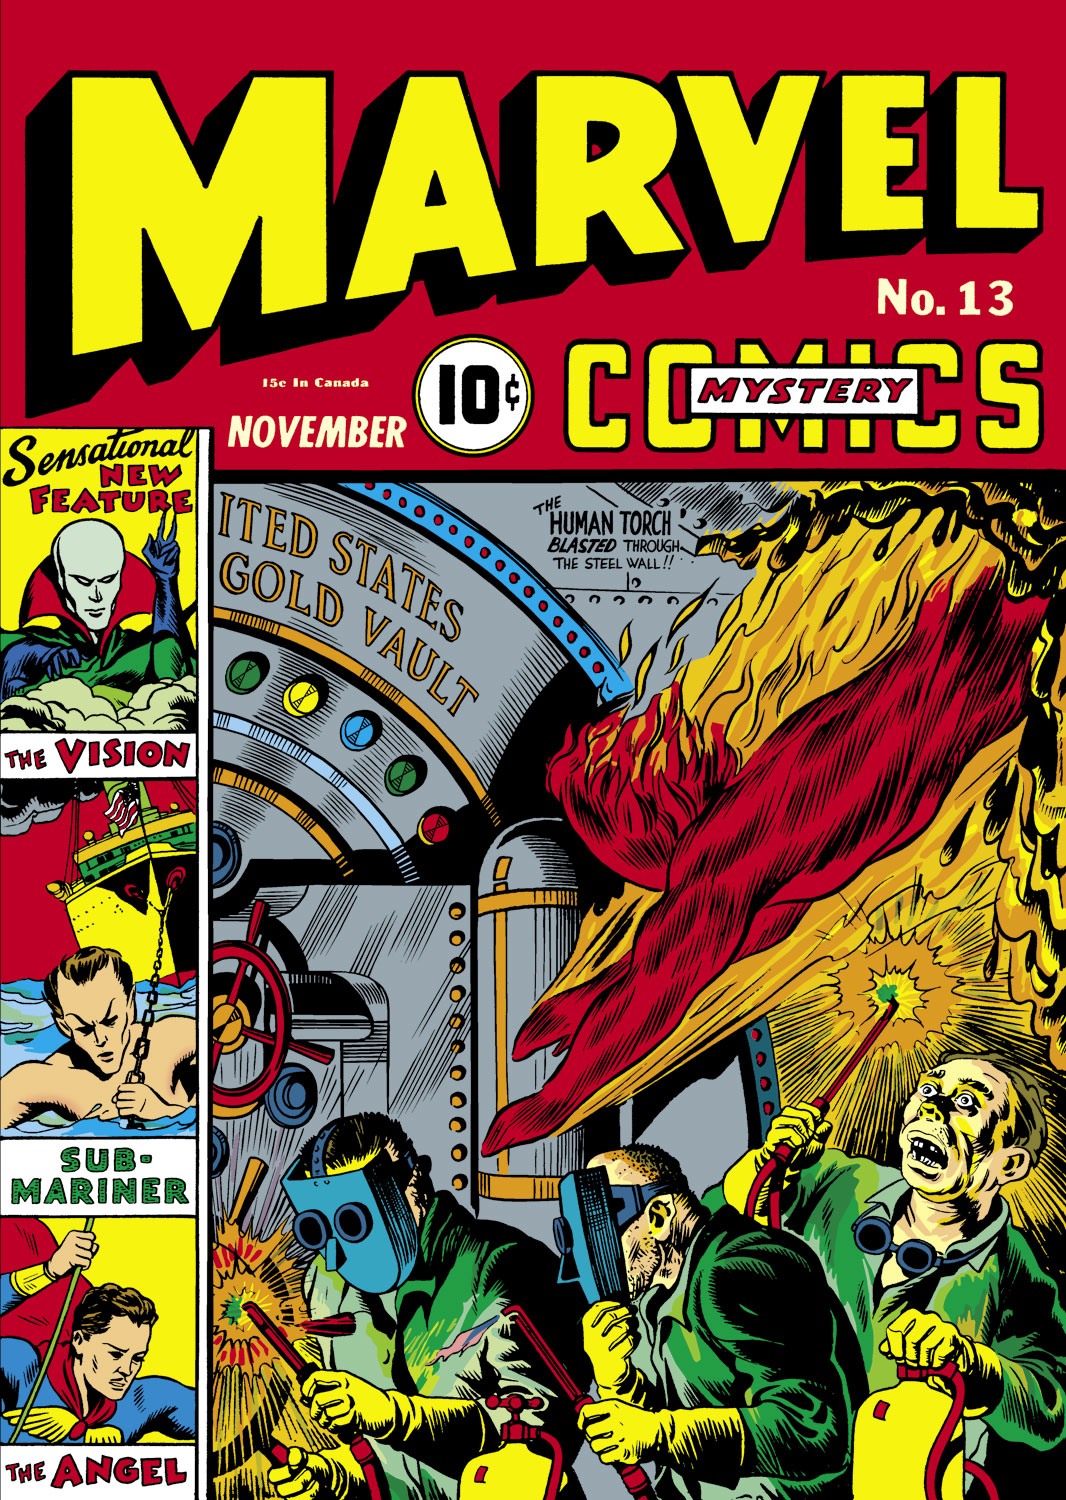 MARVEL
No. 13
COMICS
MYSTERY
10¢
15c In Canada
NOVEMBER
Sensational
NEW
FEATURE
THE VISION
SUB-
MARINER
THE ANGEL
ITED STATES
GOLD VAULT
THE
HUMAN TORCH
BLASTED THROUGH
THE STEEL WALL!!